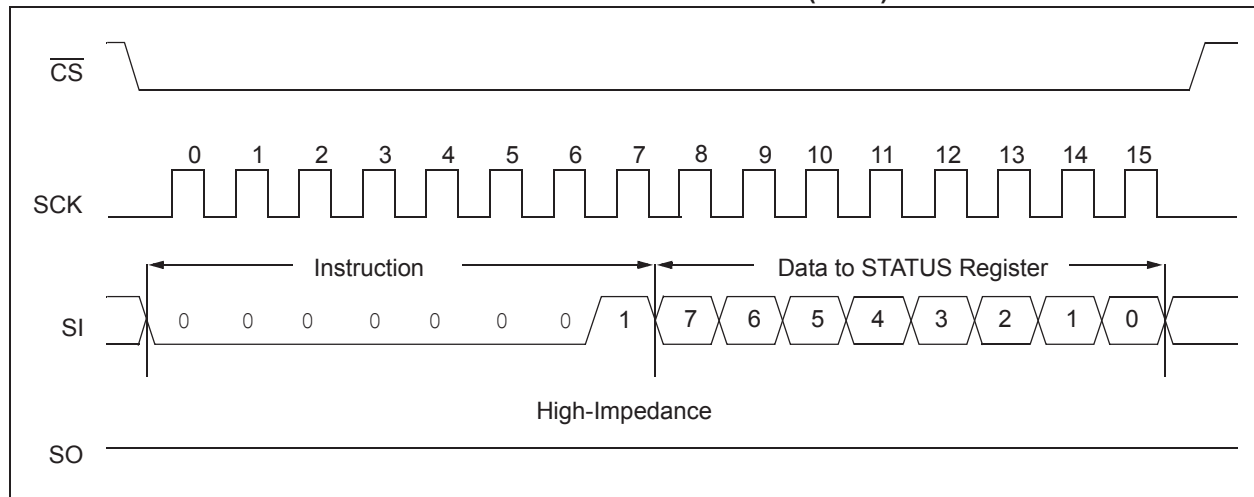 CS
0 1 2 3 4 5 6 7 8 9 10 11 12 13 14 15
SCK
Instruction
Data to STATUS Register
SI
0 0 0 0 0 0 0 1 7 6 5 4 3 2 1 0
High-Impedance
SO